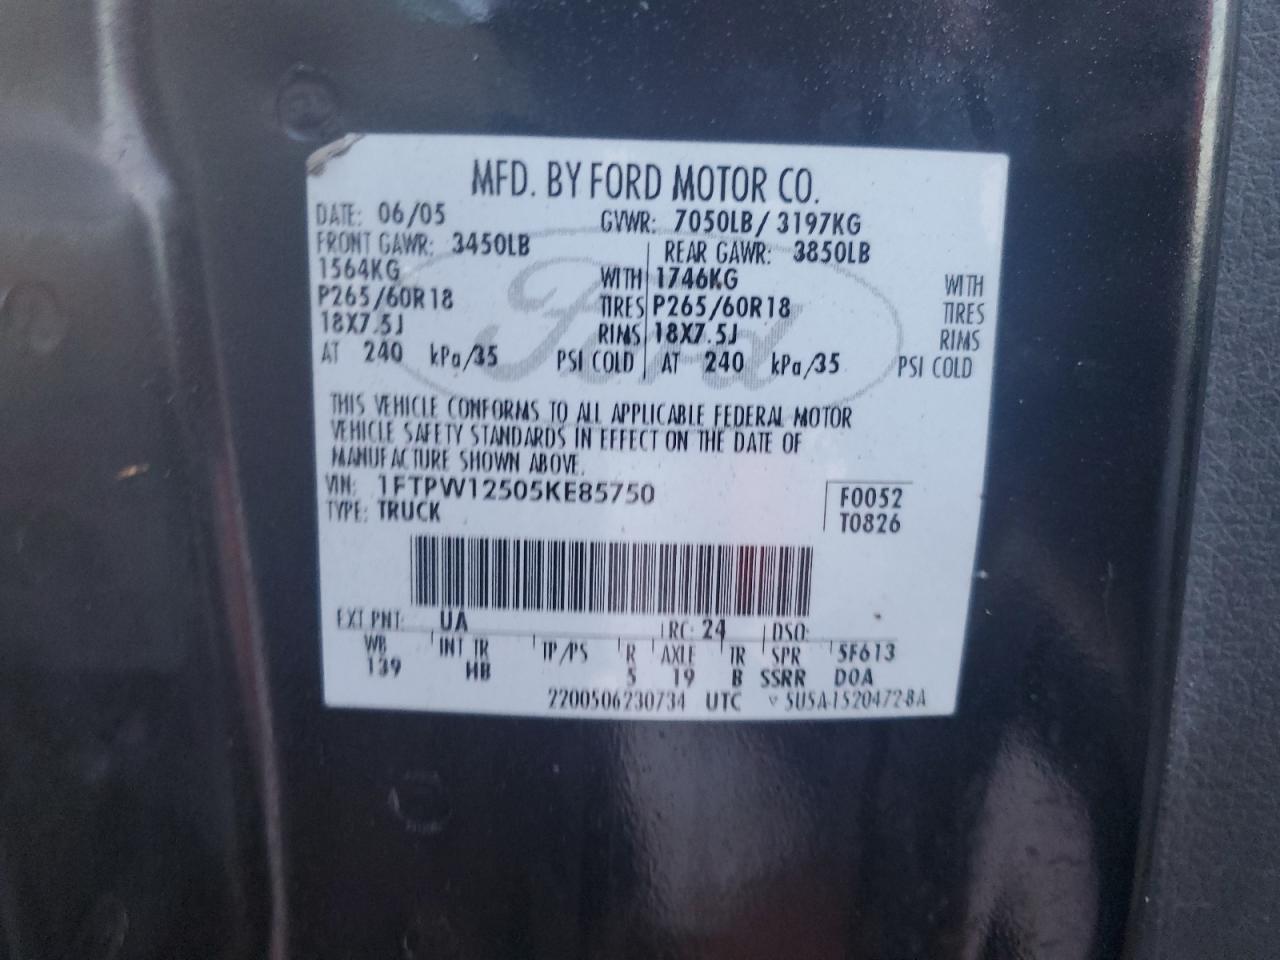 MFD. BY FORD MOTOR CO.
DATE: 06/05 GVWR: 7050LB / 3197KG
FRONT GAWR: 3450LB REAR GAWR: 3850LB
1564KG WITH 1746KG WITH
P265/60R18 TIRES P265/60R18 TIRES
18X7.5J RIMS 18X7.5J RIMS
AT 240 kPa/35 PSI COLD AT 240 kPa/35 PSI COLD
THIS VEHICLE CONFORMS TO ALL APPLICABLE FEDERAL MOTOR
VEHICLE SAFETY STANDARDS IN EFFECT ON THE DATE OF
MANUFACTURE SHOWN ABOVE.
VIN: 1FTPW12505KE85750 F0052
TYPE: TRUCK T0826
EXT PNT: UA RC: 24 DSO:
WB INT TR TP/PS R AXLE TR SPR 5F613
139 HB 5 19 B SSRR DOA
2200506230734 UTC ▽ 5U5A-1520472-BA
Ford